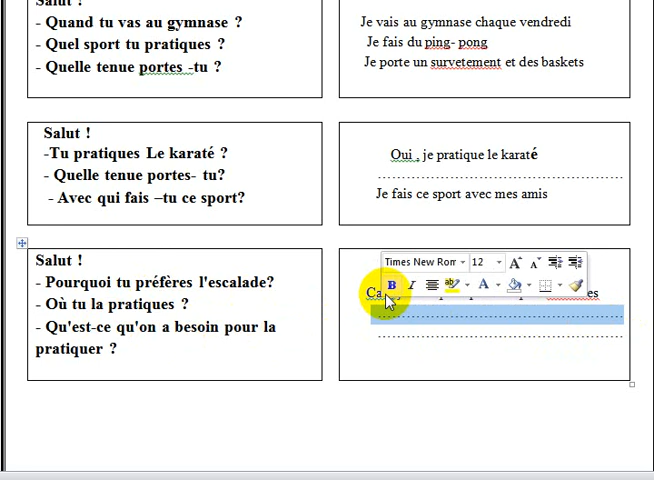 Salut !
- Quand tu vas au gymnase ?
- Quel sport tu pratiques ?
- Quelle tenue portes -tu ?
Je vais au gymnase chaque vendredi
Je fais du ping- pong
Je porte un survetement et des baskets
Salut !
-Tu pratiques Le karaté ?
- Quelle tenue portes- tu?
- Avec qui fais –tu ce sport?
Oui , je pratique le karaté
........................................................................
Je fais ce sport avec mes amis
Salut !
- Pourquoi tu préfères l'escalade?
- Où tu la pratiques ?
- Qu'est-ce qu'on a besoin pour la
pratiquer ?
Times New Rom 12
B I
........................................................................
........................................................................